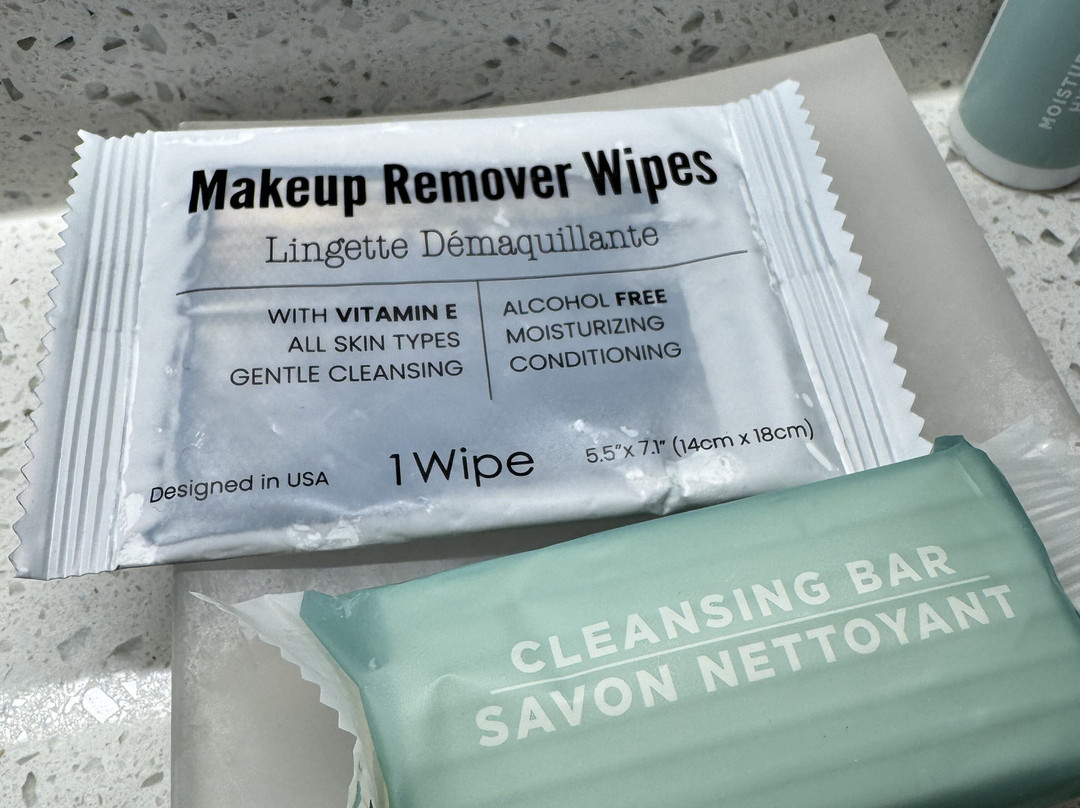 Makeup Remover Wipes
Lingette Démaquillante
WITH VITAMIN E
ALL SKIN TYPES
GENTLE CLEANSING
ALCOHOL FREE
MOISTURIZING
CONDITIONING
Designed in USA
1 Wipe
5.5"x 7.1" (14cm x 18cm)
CLEANSING BAR
SAVON NETTOYANT